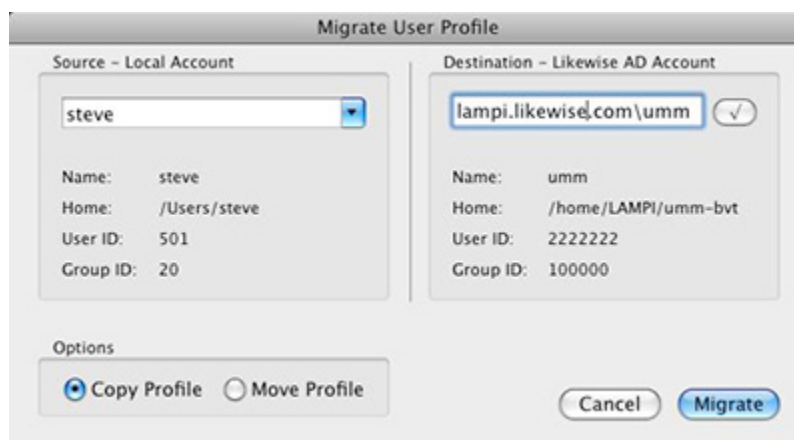 Migrate User Profile
Source – Local Account
steve
Name: steve
Home: /Users/steve
User ID: 501
Group ID: 20
Destination – Likewise AD Account
lampi.likewise.com\umm
√
Name: umm
Home: /home/LAMPI/umm-bvt
User ID: 2222222
Group ID: 100000
Options
Copy Profile Move Profile
Cancel Migrate